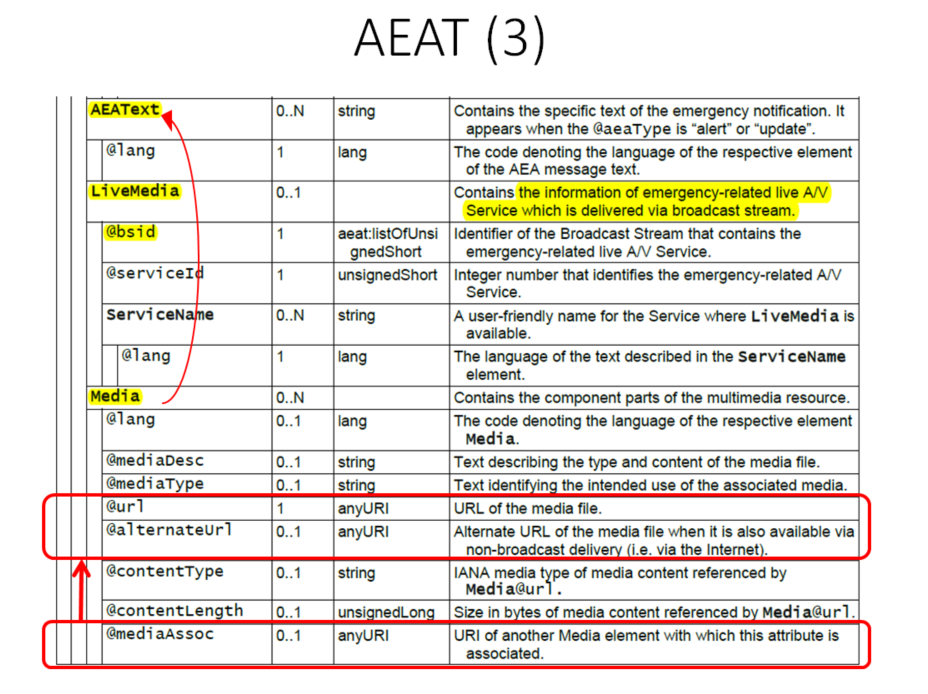 AEAT (3)
AEAText 0..N string Contains the specific text of the emergency notification. It
appears when the @aeaType is “alert” or “update”.
@lang 1 lang The code denoting the language of the respective element
of the AEA message text.
LiveMedia 0..1 Contains the information of emergency-related live A/V
Service which is delivered via broadcast stream.
@bsid 1 aeat:listOfUnsi Identifier of the Broadcast Stream that contains the
gnedShort emergency-related live A/V Service.
@serviceId 1 unsignedShort Integer number that identifies the emergency-related A/V
Service.
ServiceName 0..N string A user-friendly name for the Service where LiveMedia is
available.
@lang 1 lang The language of the text described in the ServiceName
element.
Media 0..N Contains the component parts of the multimedia resource.
@lang 0..1 lang The code denoting the language of the respective element
Media.
@mediaDesc 0..1 string Text describing the type and content of the media file.
@mediaType 0..1 string Text identifying the intended use of the associated media.
@url 1 anyURI URL of the media file.
@alternateUrl 0..1 anyURI Alternate URL of the media file when it is also available via
non-broadcast delivery (i.e. via the Internet).
@contentType 0..1 string IANA media type of media content referenced by
Media@url.
@contentLength 0..1 unsignedLong Size in bytes of media content referenced by Media@url.
@mediaAssoc 0..1 anyURI URI of another Media element with which this attribute is
associated.